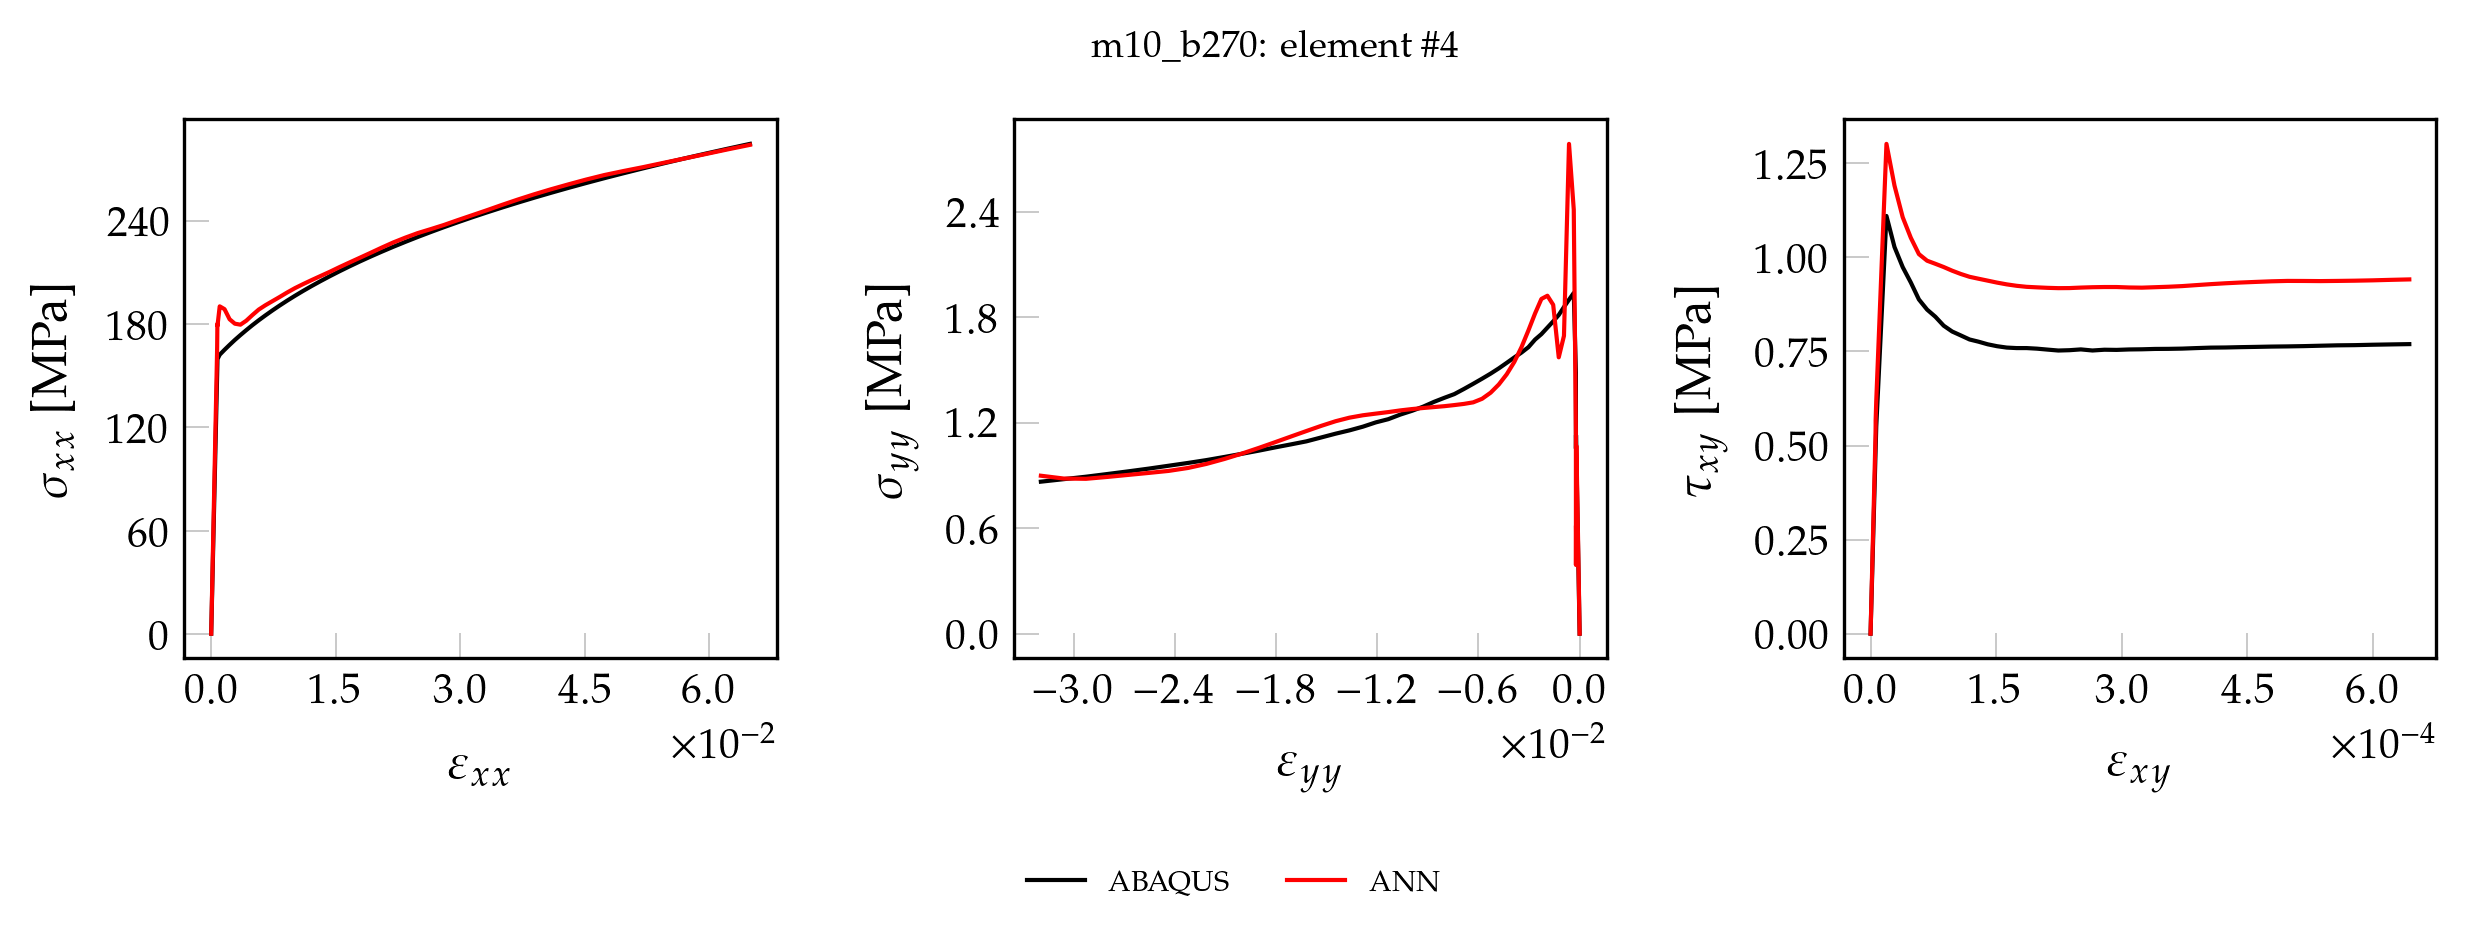 m10_b270: element #4
σxx [MPa]
240
180
120
60
0
0.0 1.5 3.0 4.5 6.0
×10−2
εxx
σyy [MPa]
2.4
1.8
1.2
0.6
0.0
−3.0 −2.4 −1.8 −1.2 −0.6 0.0
×10−2
εyy
τxy [MPa]
1.25
1.00
0.75
0.50
0.25
0.00
0.0 1.5 3.0 4.5 6.0
×10−4
εxy
ABAQUS ANN